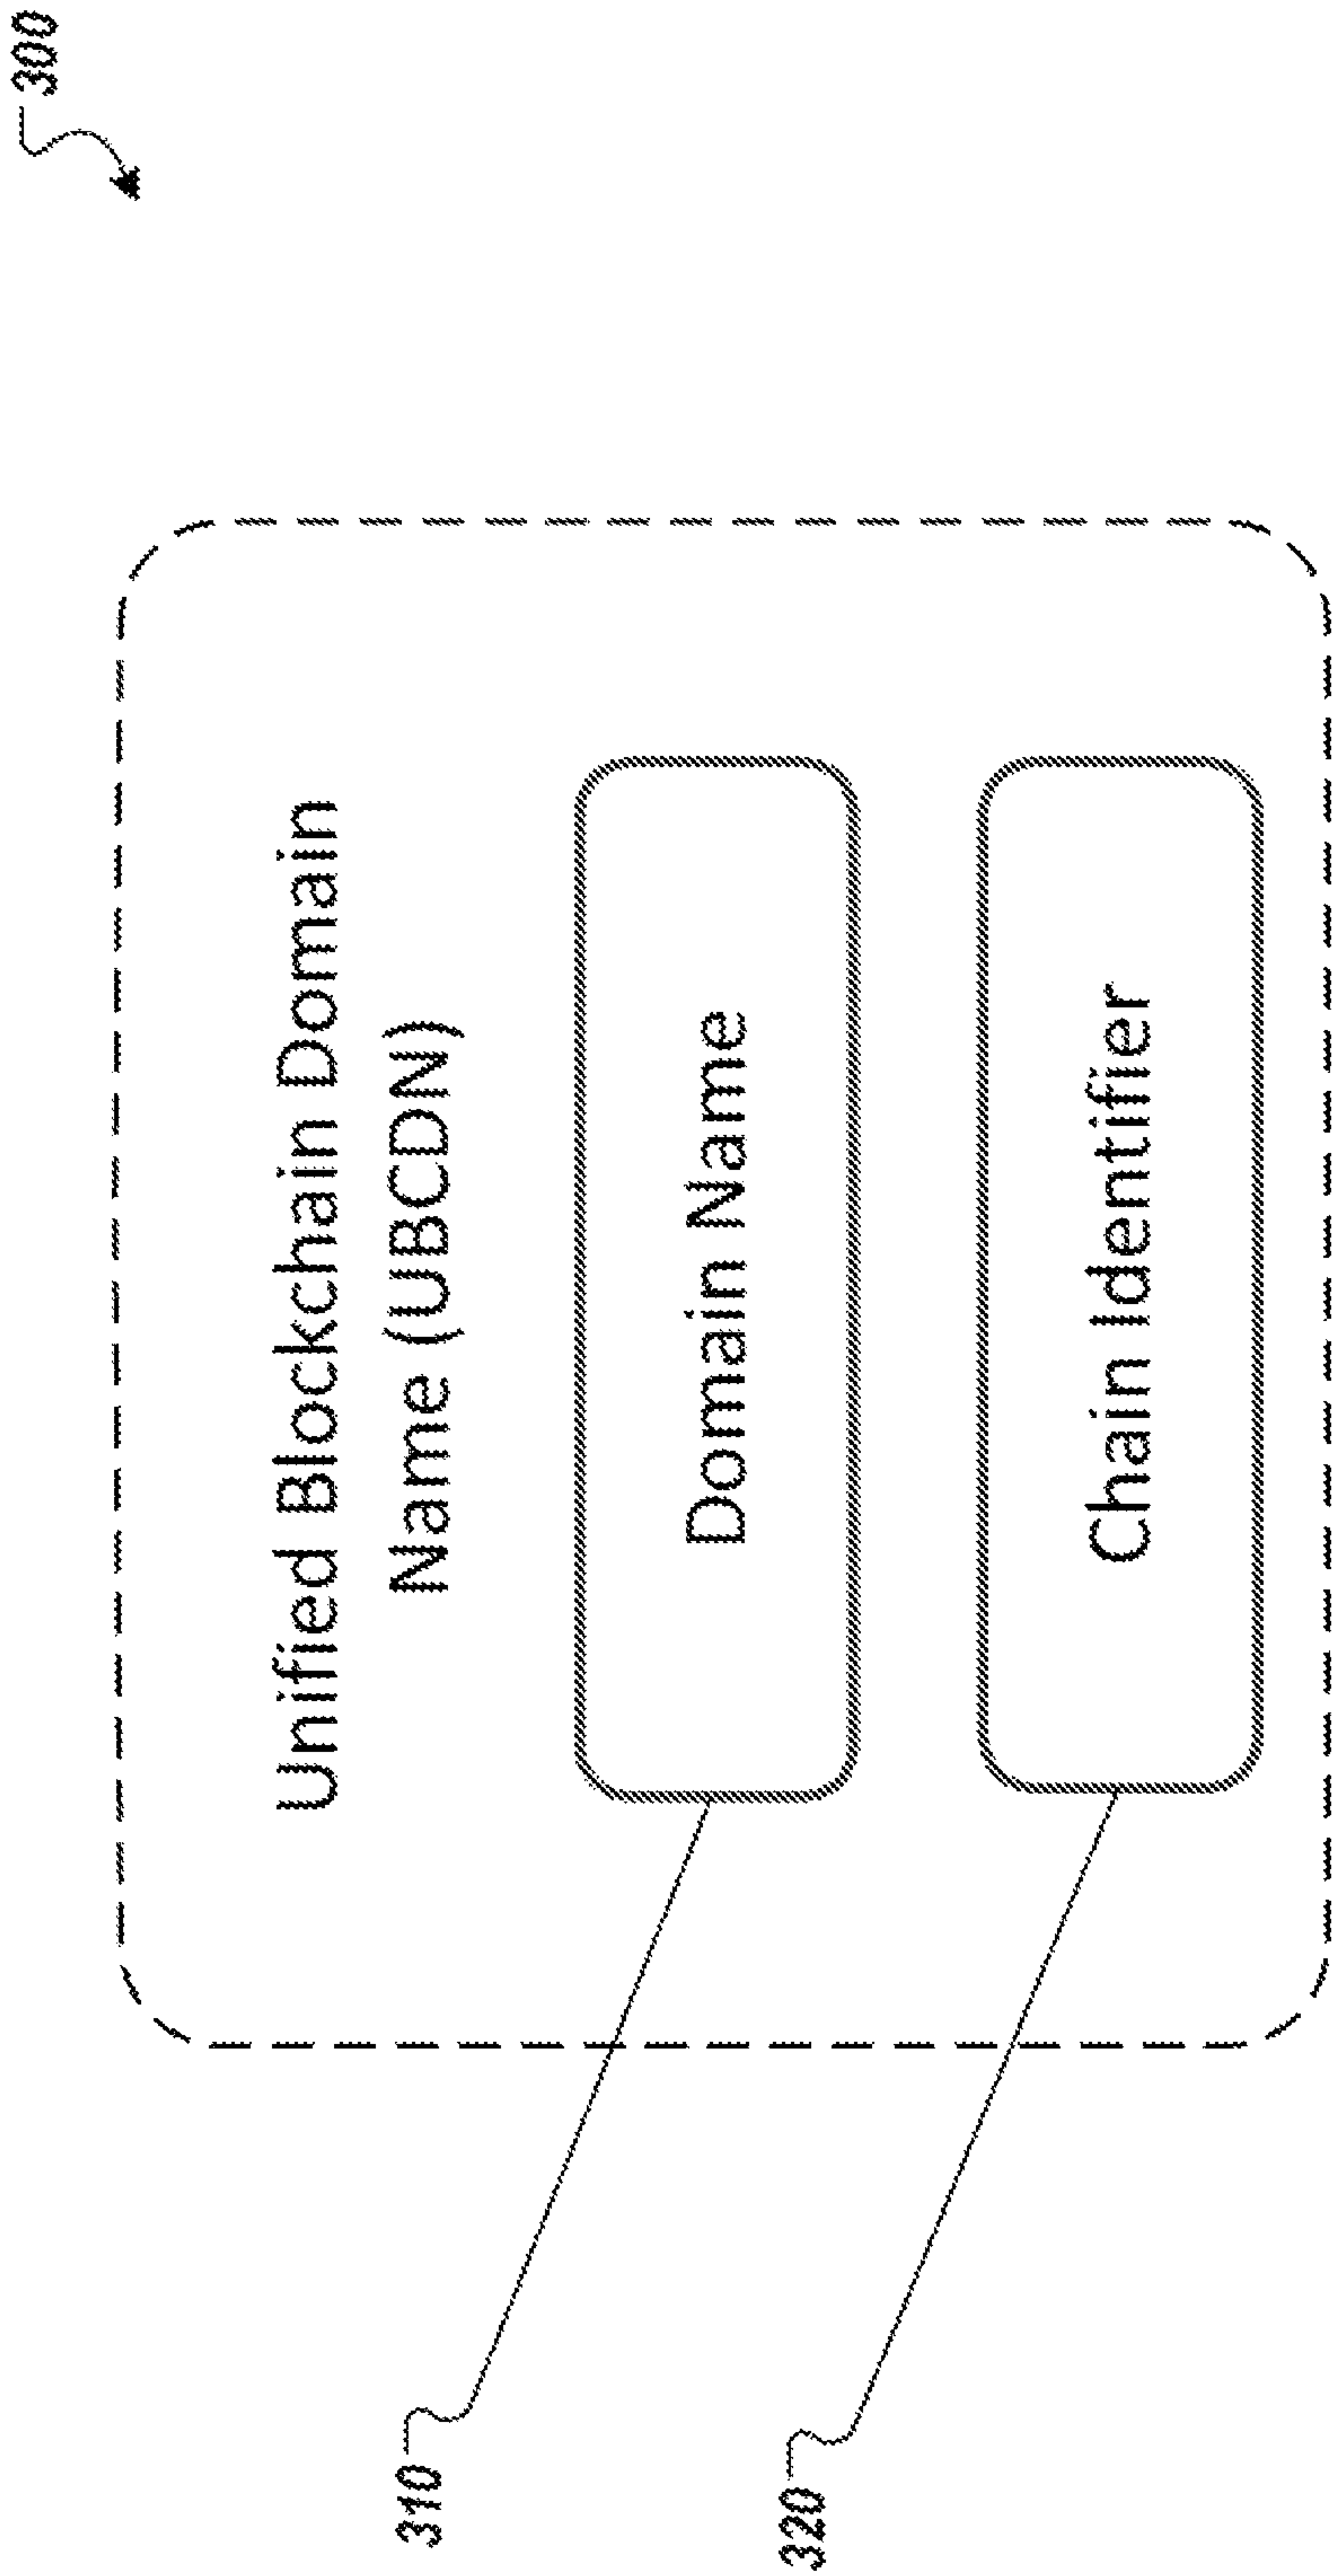 300
Unified Blockchain Domain
Name (UBCDN)
310
Domain Name
320
Chain Identifier